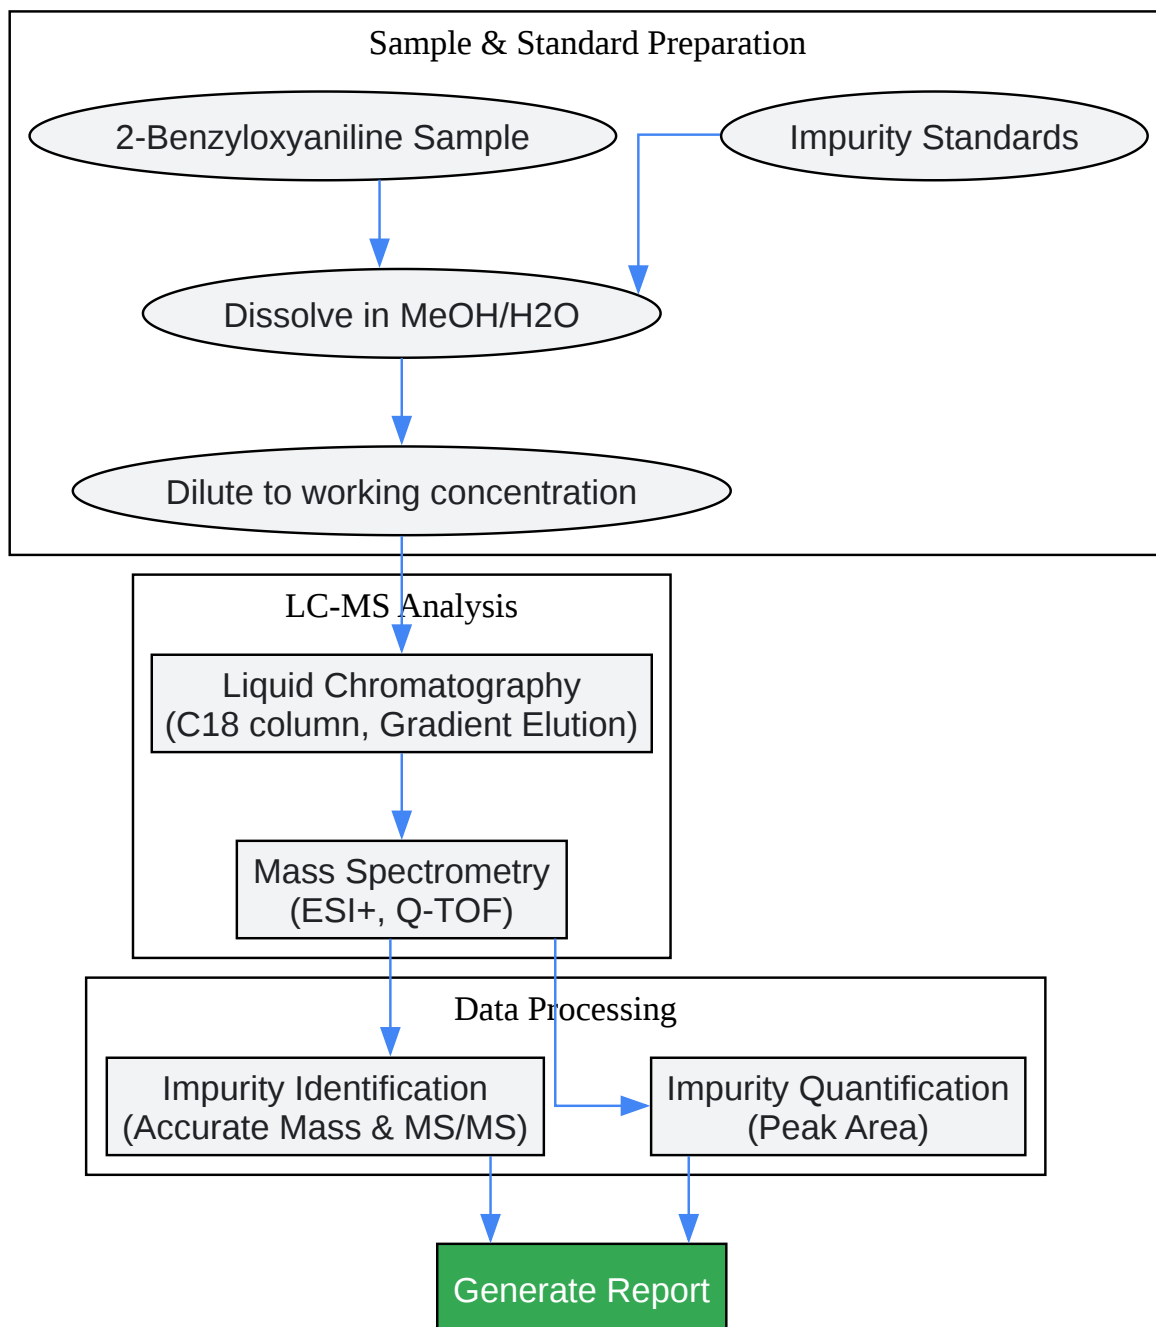 Sample & Standard Preparation
2-Benzyloxyaniline Sample
Impurity Standards
Dissolve in MeOH/H2O
Dilute to working concentration
LC-MS Analysis
Liquid Chromatography
(C18 column, Gradient Elution)
Mass Spectrometry
(ESI+, Q-TOF)
Data Processing
Impurity Identification
(Accurate Mass & MS/MS)
Impurity Quantification
(Peak Area)
Generate Report